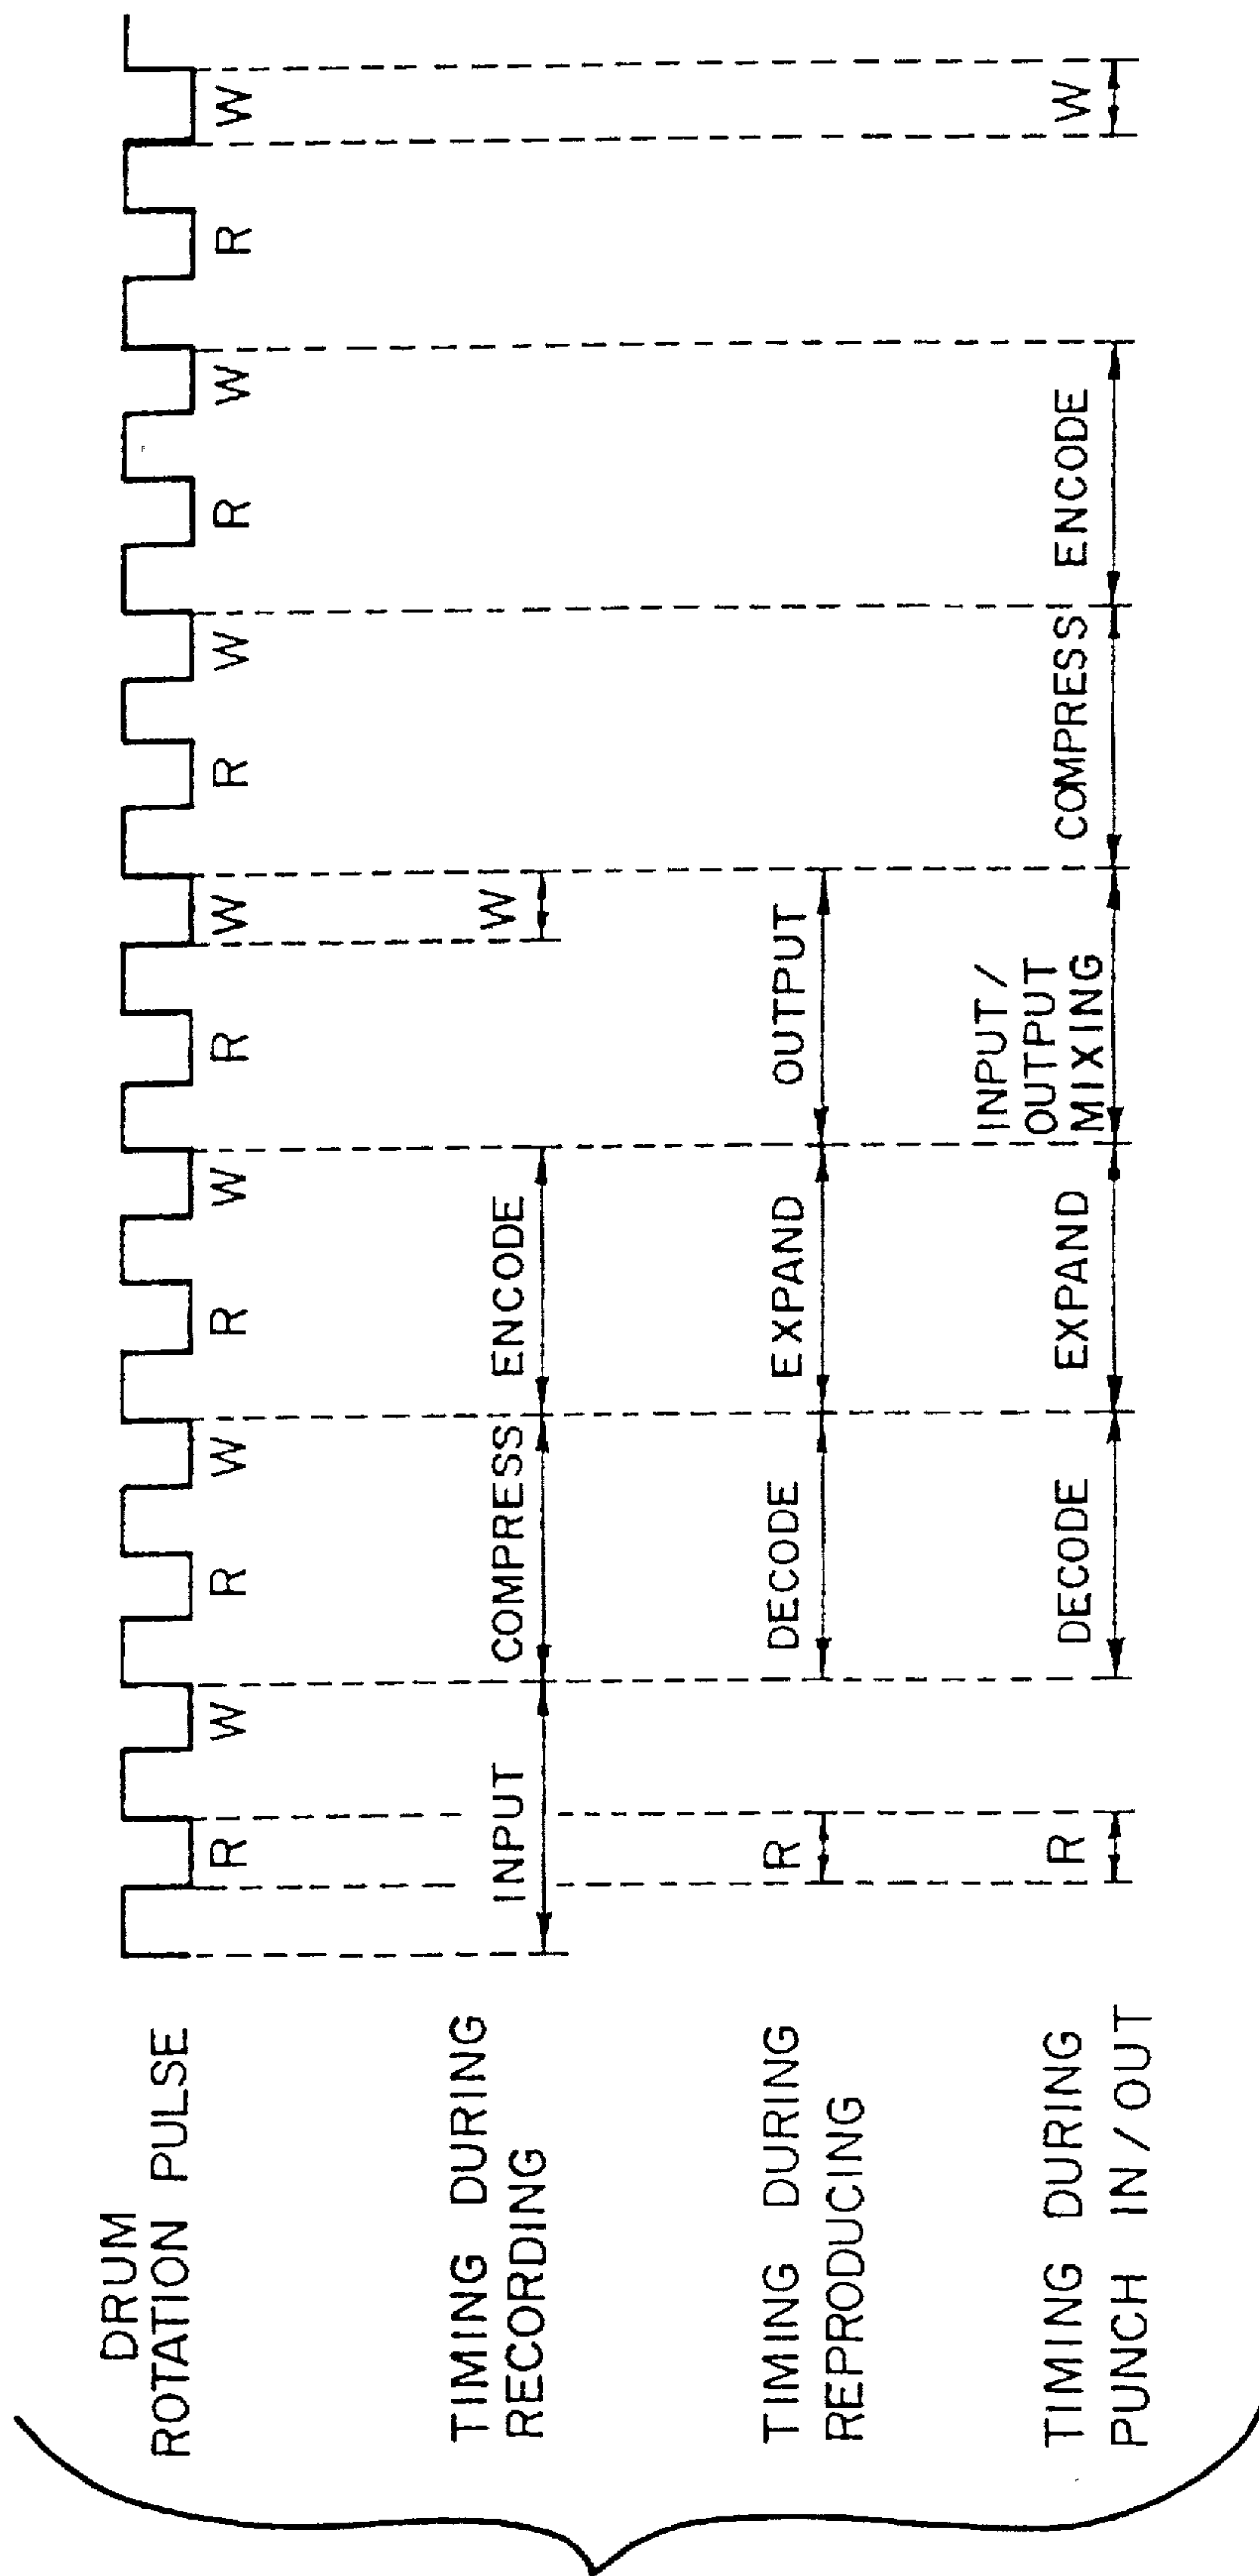 DRUM
ROTATION PULSE
R W R W R W R W R W R W R W
TIMING DURING
RECORDING
INPUT COMPRESS ENCODE W
TIMING DURING
REPRODUCING
R DECODE EXPAND OUTPUT
TIMING DURING
PUNCH IN/OUT
R DECODE EXPAND
INPUT/
OUTPUT
MIXING
COMPRESS ENCODE W